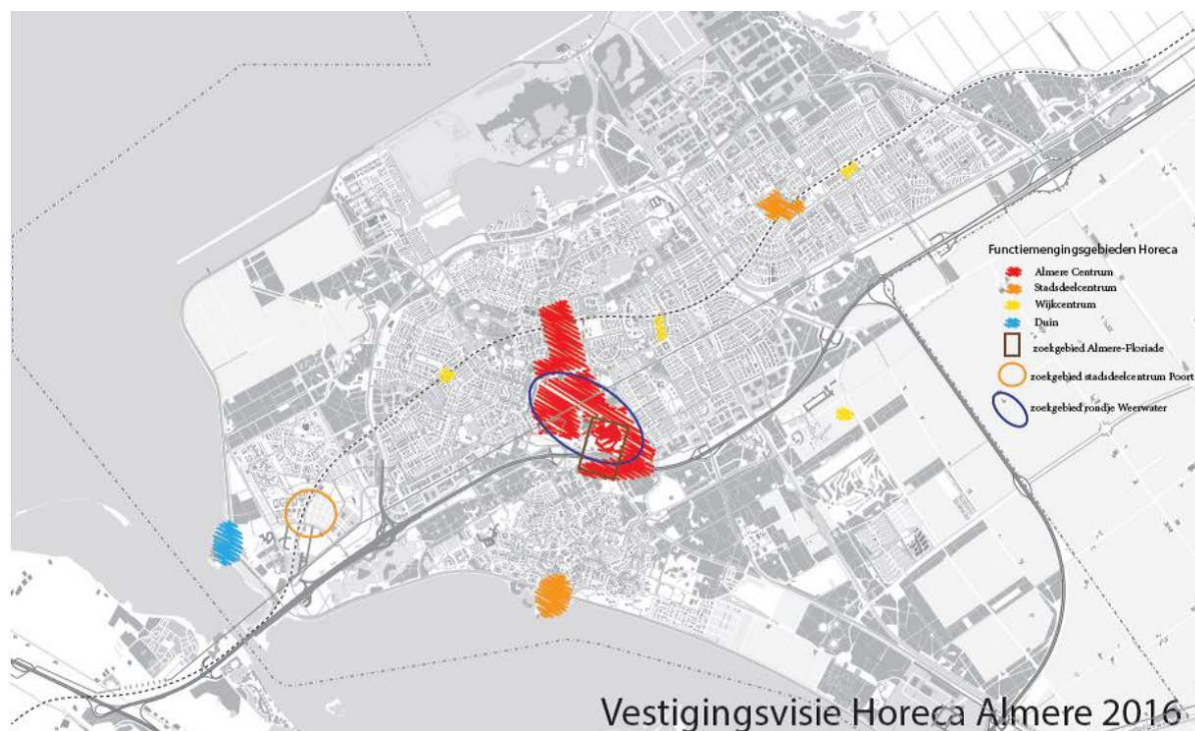 Functiemengingsgebieden Horeca
Almere Centrum
Stadsdeelcentrum
Wijkcentrum
Duin
zoekgebied Almere-Floriade
zoekgebied stadsdeelcentrum Poort
zoekgebied rondje Weerwater
Vestigingsvisie Horeca Almere 2016